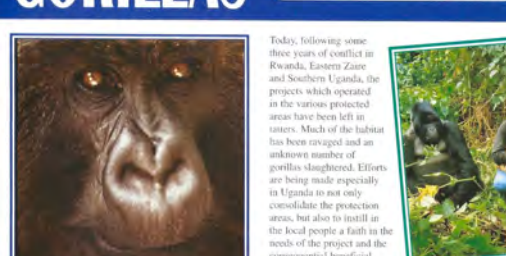 GORILLAS
Today, following some
three years of conflict in
Rwanda, Eastern Zaire
and Southern Uganda, the
projects which operated
in the various protected
areas have been left in
tatters. Much of the habitat
has been ravaged and an
unknown number of
gorillas slaughtered. Efforts
are being made especially
in Uganda to not only
consolidate the protection
areas, but also to instill in
the local people a faith in the
needs of the project and the